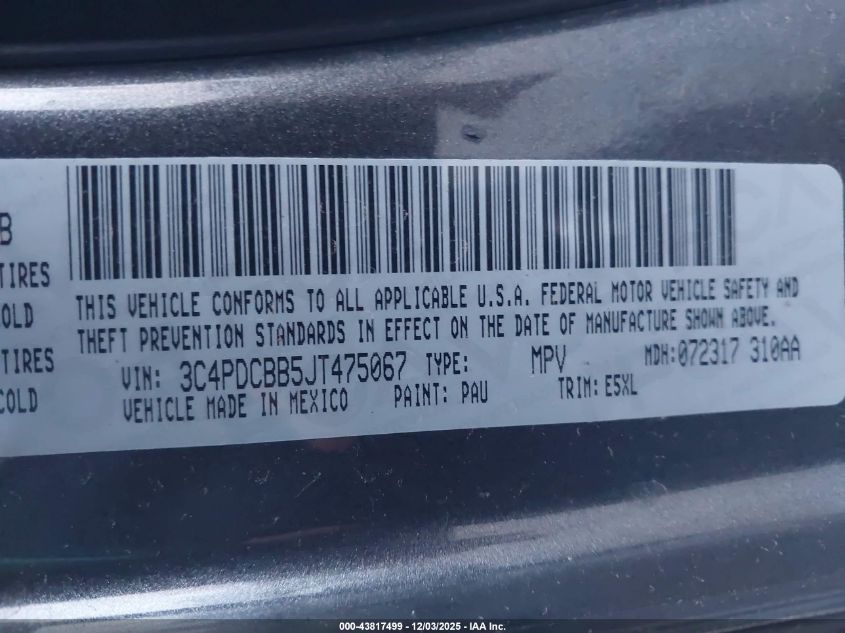 B
TIRES
COLD
TIRES
COLD
THIS VEHICLE CONFORMS TO ALL APPLICABLE U.S.A. FEDERAL MOTOR VEHICLE SAFETY AND
THEFT PREVENTION STANDARDS IN EFFECT ON THE DATE OF MANUFACTURE SHOWN ABOVE.
VIN: 3C4PDCBB5JT475067 TYPE: MPV MDH:072317 310AA
VEHICLE MADE IN MEXICO PAINT: PAU TRIM: E5XL
000-43817499 - 12/03/2025 - IAA Inc.